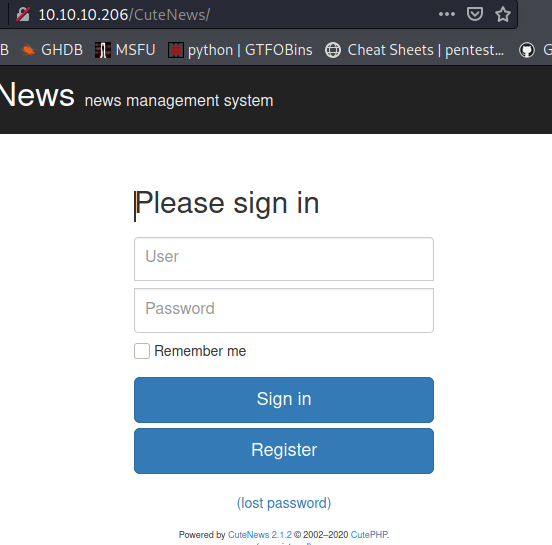 10.10.10.206/CuteNews/
B GHDB MSFU python | GTFOBins Cheat Sheets | pentest... G
News news management system
Please sign in
User
Password
Remember me
Sign in
Register
(lost password)
Powered by CuteNews 2.1.2 © 2002–2020 CutePHP.